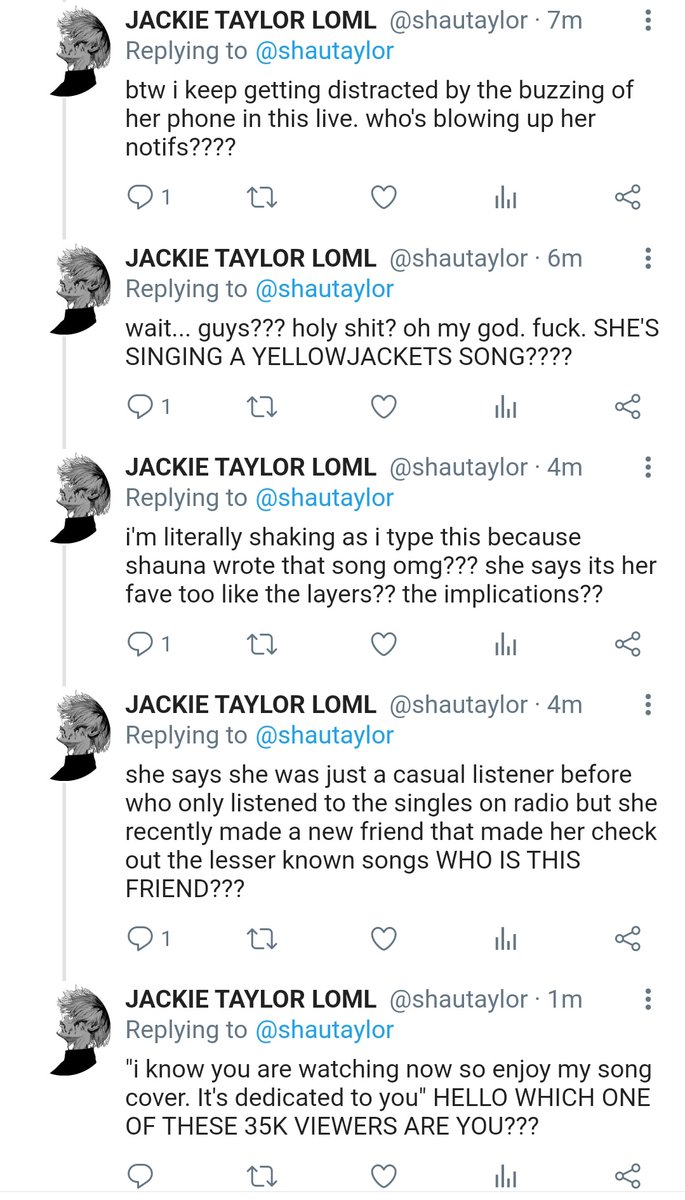 JACKIE TAYLOR LOML @shautaylor · 7m
Replying to @shautaylor
btw i keep getting distracted by the buzzing of
her phone in this live. who's blowing up her
notifs????
1
JACKIE TAYLOR LOML @shautaylor · 6m
Replying to @shautaylor
wait... guys??? holy shit? oh my god. fuck. SHE'S
SINGING A YELLOWJACKETS SONG????
1
JACKIE TAYLOR LOML @shautaylor · 4m
Replying to @shautaylor
i'm literally shaking as i type this because
shauna wrote that song omg??? she says its her
fave too like the layers?? the implications??
1
JACKIE TAYLOR LOML @shautaylor · 4m
Replying to @shautaylor
she says she was just a casual listener before
who only listened to the singles on radio but she
recently made a new friend that made her check
out the lesser known songs WHO IS THIS
FRIEND???
1
JACKIE TAYLOR LOML @shautaylor · 1m
Replying to @shautaylor
"i know you are watching now so enjoy my song
cover. It's dedicated to you" HELLO WHICH ONE
OF THESE 35K VIEWERS ARE YOU???